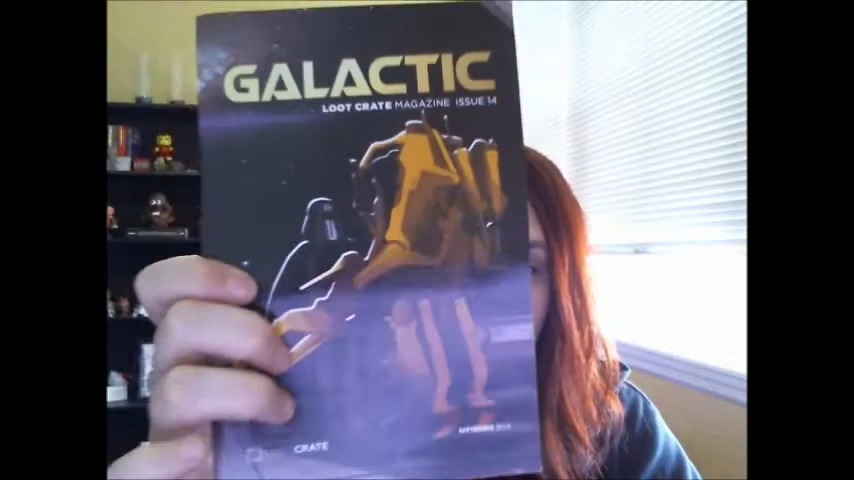 GALACTIC
LOOT CRATE MAGAZINE ISSUE 14
CRATE